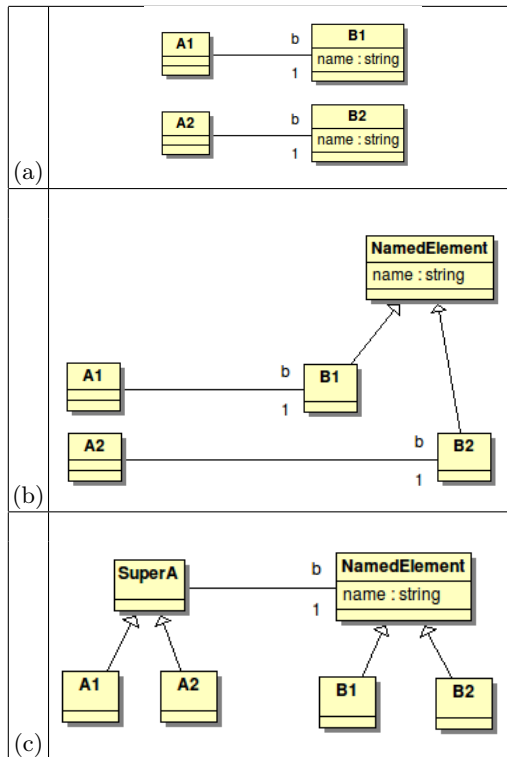 A1
b
1
B1
name : string
A2
b
1
B2
name : string
(a)
NamedElement
name : string
A1
b
1
B1
A2
b
1
B2
(b)
SuperA
b
1
NamedElement
name : string
A1
A2
B1
B2
(c)